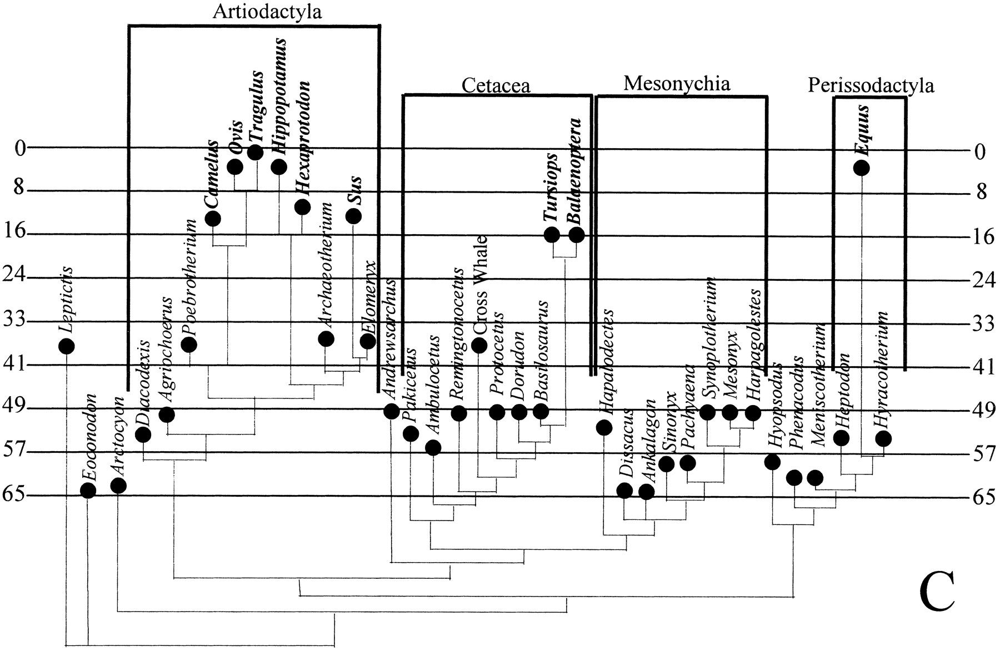 Artiodactyla
Cetacea
Mesonychia
Perissodactyla
0
8
16
24
33
41
49
57
65
Leptictis
Eoconodon
Arctocyon
Diacodexis
Agriochoerus
Poebrotherium
Camelus
Ovis
Tragulus
Hippopotamus
Hexaprotodon
Archaeotherium
Sus
Elomeryx
Andrewsarchus
Pakicetus
Ambulocetus
Remingtonocetus
Cross Whale
Protocetus
Dorudon
Basilosaurus
Tursiops
Balaenoptera
Hapalodectes
Dissacus
Ankalagon
Sinonyx
Pachyaena
Synoplotherium
Mesonyx
Harpagolestes
Hyopsodus
Phenacodus
Meniscotherium
Heptodon
Equus
Hyracotherium
0
8
16
24
33
41
49
57
65
C